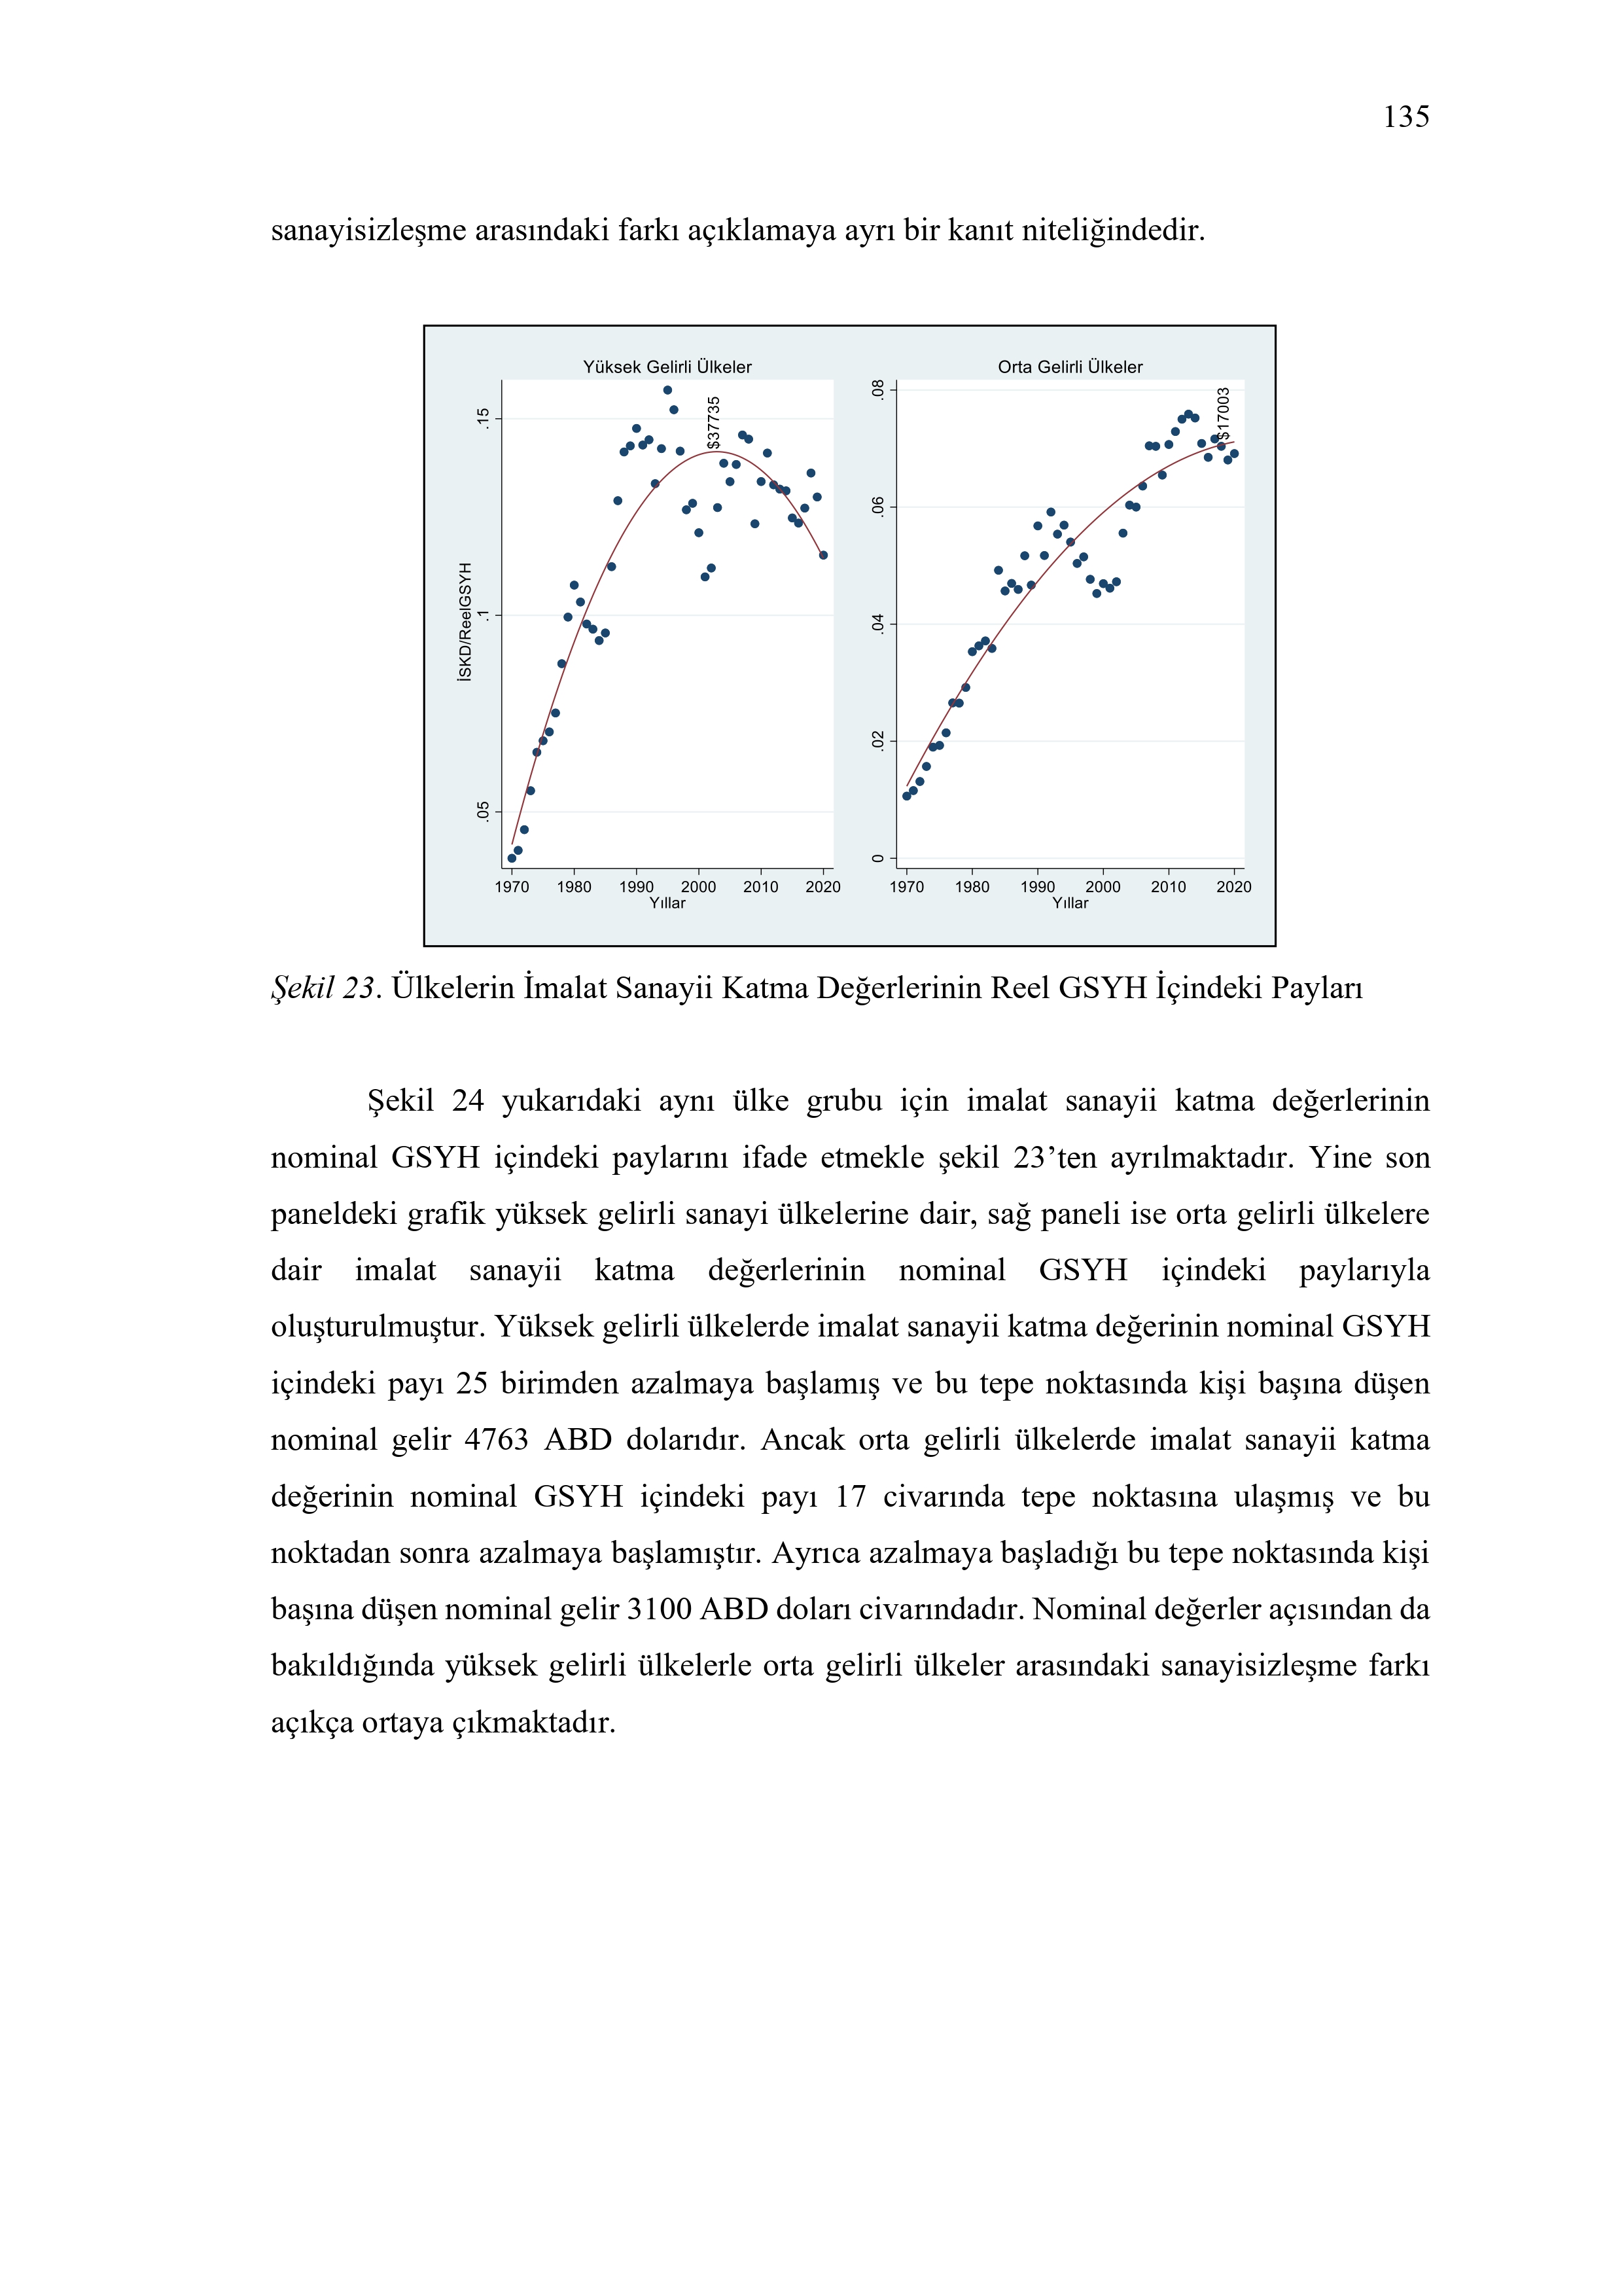 135
sanayisizleşme arasındaki farkı açıklamaya ayrı bir kanıt niteliğindedir.
Yüksek Gelirli Ülkeler
Orta Gelirli Ülkeler
İSKD/ReelGSYH
.15
.1
.05
$37735
1970 1980 1990 2000 2010 2020
Yıllar
.08
.06
.04
.02
0
$17003
1970 1980 1990 2000 2010 2020
Yıllar
Şekil 23. Ülkelerin İmalat Sanayii Katma Değerlerinin Reel GSYH İçindeki Payları
Şekil 24 yukarıdaki aynı ülke grubu için imalat sanayii katma değerlerinin
nominal GSYH içindeki paylarını ifade etmekle şekil 23’ten ayrılmaktadır. Yine son
paneldeki grafik yüksek gelirli sanayi ülkelerine dair, sağ paneli ise orta gelirli ülkelere
dair imalat sanayii katma değerlerinin nominal GSYH içindeki paylarıyla
oluşturulmuştur. Yüksek gelirli ülkelerde imalat sanayii katma değerinin nominal GSYH
içindeki payı 25 birimden azalmaya başlamış ve bu tepe noktasında kişi başına düşen
nominal gelir 4763 ABD dolarıdır. Ancak orta gelirli ülkelerde imalat sanayii katma
değerinin nominal GSYH içindeki payı 17 civarında tepe noktasına ulaşmış ve bu
noktadan sonra azalmaya başlamıştır. Ayrıca azalmaya başladığı bu tepe noktasında kişi
başına düşen nominal gelir 3100 ABD doları civarındadır. Nominal değerler açısından da
bakıldığında yüksek gelirli ülkelerle orta gelirli ülkeler arasındaki sanayisizleşme farkı
açıkça ortaya çıkmaktadır.